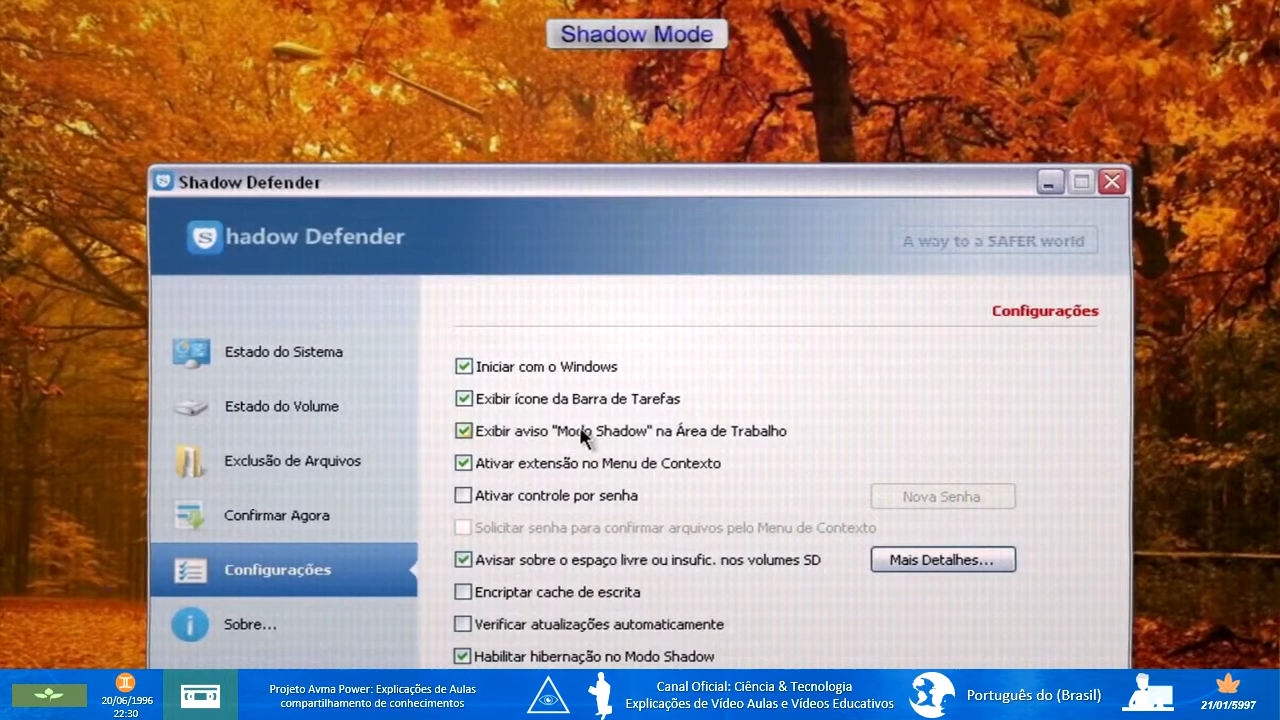 Shadow Mode
Shadow Defender
Shadow Defender
A way to a SAFER world
Configurações
Estado do Sistema
Estado do Volume
Exclusão de Arquivos
Confirmar Agora
Configurações
Sobre...
Iniciar com o Windows
Exibir ícone da Barra de Tarefas
Exibir aviso "Modo Shadow" na Área de Trabalho
Ativar extensão no Menu de Contexto
Ativar controle por senha
Nova Senha
Solicitar senha para confirmar arquivos pelo Menu de Contexto
Avisar sobre o espaço livre ou insufic. nos volumes SD
Mais Detalhes...
Encriptar cache de escrita
Verificar atualizações automaticamente
Habilitar hibernação no Modo Shadow
20/06/1996
22:30
Projeto Avma Power: Explicações de Aulas
compartilhamento de conhecimentos
Canal Oficial: Ciência & Tecnologia
Explicações de Vídeo Aulas e Vídeos Educativos
Português do (Brasil)
21/01/5997